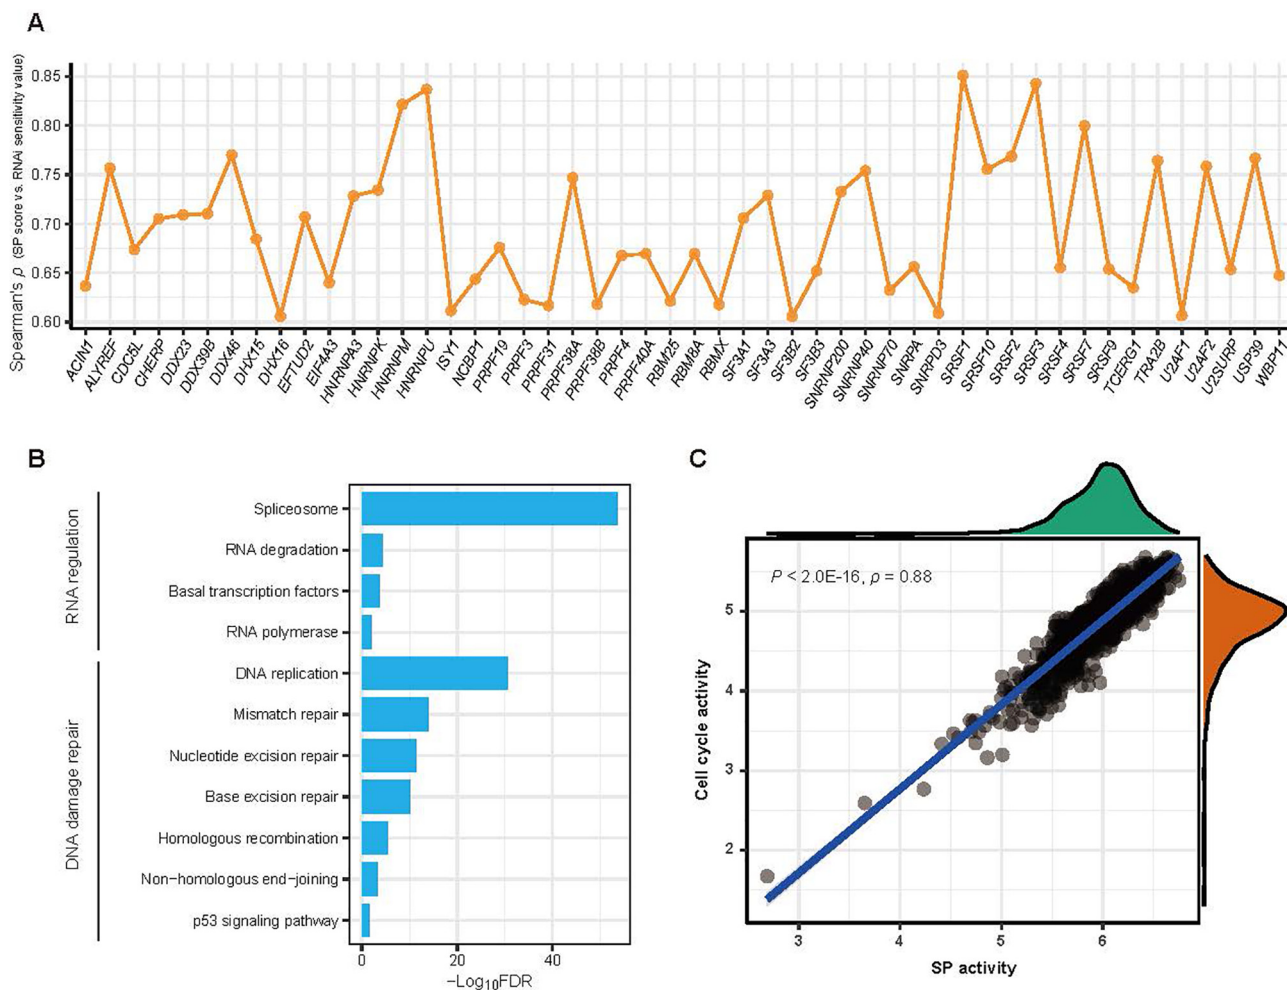 A
Spearman's ρ (SP score vs. RNAi sensitivity value)
0.85
0.80
0.75
0.70
0.65
0.60
ACIN1
ALYREF
CDC5L
CHERP
DDX23
DDX39B
DDX46
DHX15
DHX16
EFTUD2
EIF4A3
HNRNPA3
HNRNPK
HNRNPM
HNRNPU
ISY1
NCBP1
PRPF19
PRPF3
PRPF31
PRPF38A
PRPF38B
PRPF4
PRPF40A
RBM25
RBM8A
RBMX
SF3A1
SF3A3
SF3B2
SF3B3
SNRNP200
SNRNP40
SNRNP70
SNRPA
SNRPD3
SRSF1
SRSF10
SRSF2
SRSF3
SRSF4
SRSF7
SRSF9
TCERG1
TRA2B
U2AF1
U2AF2
U2SURP
USP39
WBP11
B
RNA regulation
Spliceosome
RNA degradation
Basal transcription factors
RNA polymerase
DNA damage repair
DNA replication
Mismatch repair
Nucleotide excision repair
Base excision repair
Homologous recombination
Non−homologous end−joining
p53 signaling pathway
0 20 40
−Log10FDR
C
P < 2.0E-16, ρ = 0.88
Cell cycle activity
5
4
3
2
3 4 5 6
SP activity